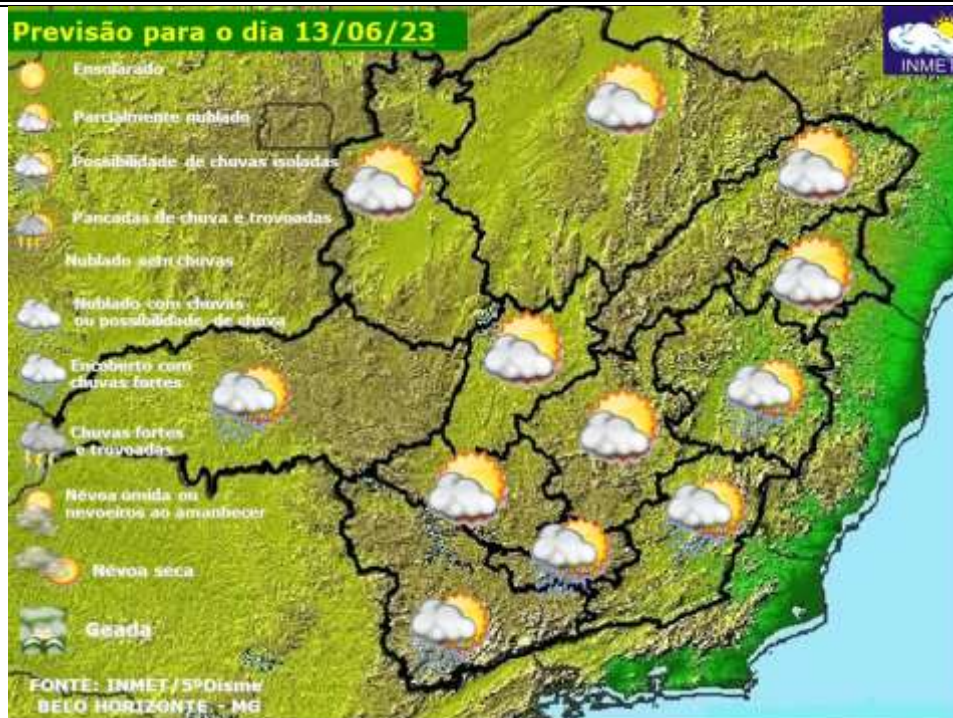 Previsão para o dia 13/06/23
INMET
Ensolarado
Parcialmente nublado
Possibilidade de chuvas isoladas
Pancadas de chuva e trovoadas
Nublado sem chuvas
Nublado com chuvas
ou possibilidade de chuva
Encoberto com
chuvas fortes
Chuvas fortes
e trovoadas
Névoa úmida ou
nevoeiros ao amanhecer
Névoa seca
Geada
FONTE: INMET/5ºDisme
BELO HORIZONTE - MG